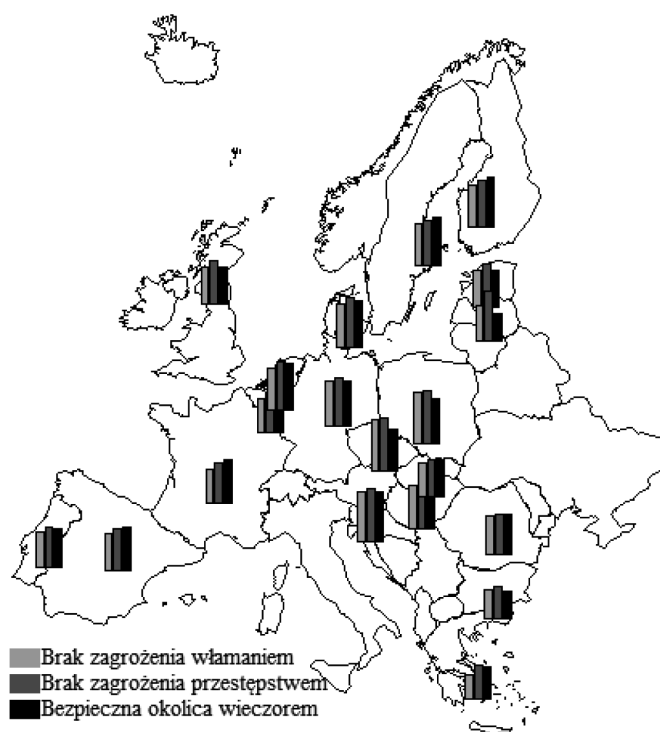 Brak zagrożenia włamaniem
Brak zagrożenia przestępstwem
Bezpieczna okolica wieczorem